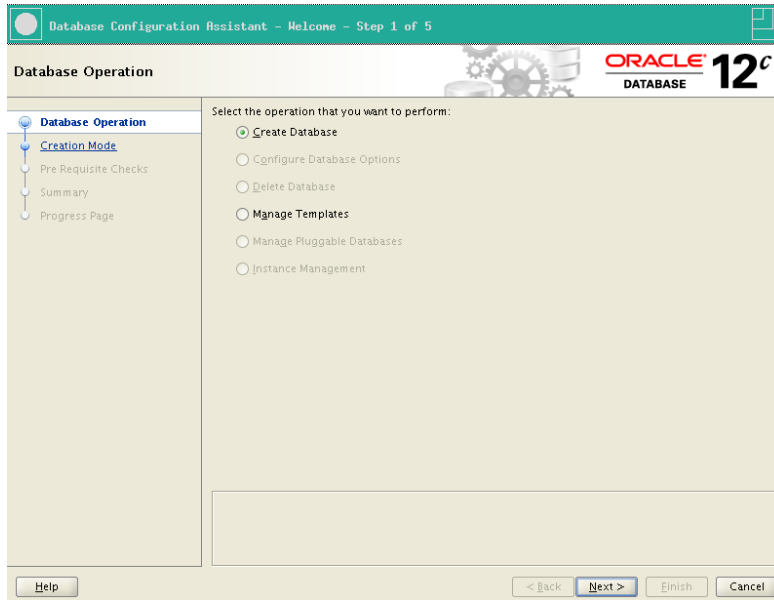 Database Configuration Assistant - Welcome - Step 1 of 5
Database Operation
ORACLE
DATABASE
12c
Database Operation
Creation Mode
Pre Requisite Checks
Summary
Progress Page
Select the operation that you want to perform:
Create Database
Configure Database Options
Delete Database
Manage Templates
Manage Pluggable Databases
Instance Management
Help
< Back
Next >
Finish
Cancel